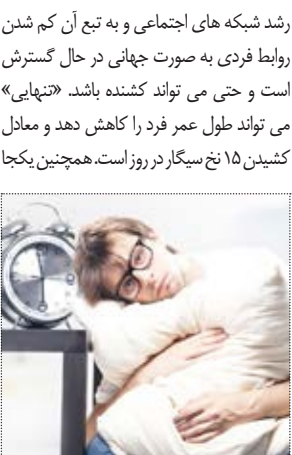 رشد شبکه های اجتماعی و به تبع آن کم شدن
روابط فردی به صورت جهانی در حال گسترش
است و حتی می تواند کشنده باشد. «تنهایی»
می تواند طول عمر فرد را کاهش دهد و معادل
کشیدن ۱۵ نخ سیگار در روز است. همچنین یکجا